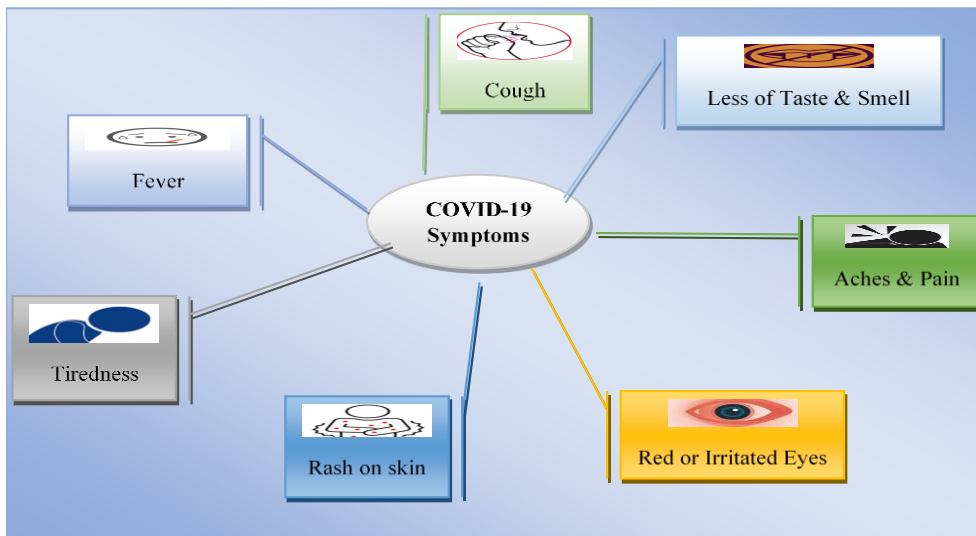 Cough
Less of Taste & Smell
Fever
COVID-19
Symptoms
Aches & Pain
Tiredness
Rash on skin
Red or Irritated Eyes